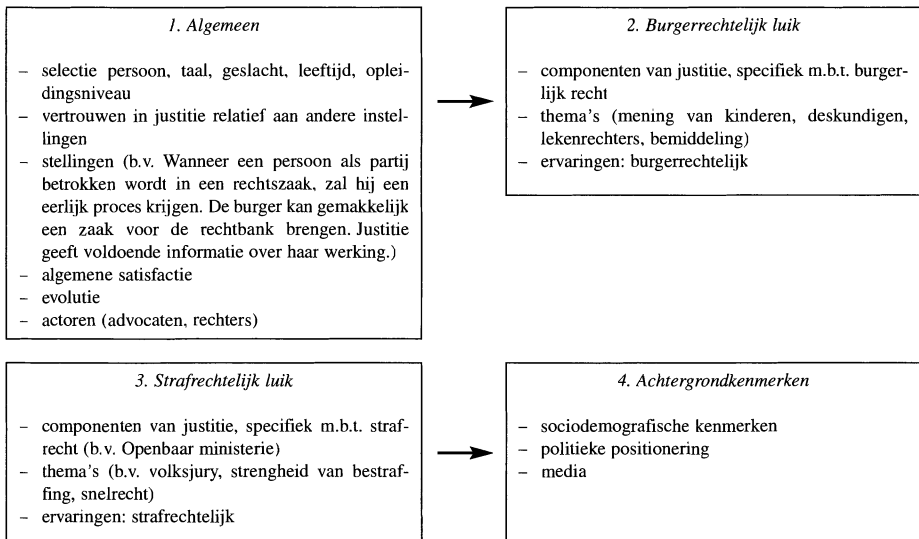 1. Algemeen
– selectie persoon, taal, geslacht, leeftijd, oplei-
dingsniveau
– vertrouwen in justitie relatief aan andere instel-
lingen
– stellingen (b.v. Wanneer een persoon als partij
betrokken wordt in een rechtszaak, zal hij een
eerlijk proces krijgen. De burger kan gemakkelijk
een zaak voor de rechtbank brengen. Justitie
geeft voldoende informatie over haar werking.)
– algemene satisfactie
– evolutie
– actoren (advocaten, rechters)
2. Burgerrechtelijk luik
– componenten van justitie, specifiek m.b.t. burger-
lijk recht
– thema's (mening van kinderen, deskundigen,
lekenrechters, bemiddeling)
– ervaringen: burgerrechtelijk
3. Strafrechtelijk luik
– componenten van justitie, specifiek m.b.t. straf-
recht (b.v. Openbaar ministerie)
– thema's (b.v. volksjury, strengheid van bestraf-
fing, snelrecht)
– ervaringen: strafrechtelijk
4. Achtergrondkenmerken
– sociodemografische kenmerken
– politieke positionering
– media